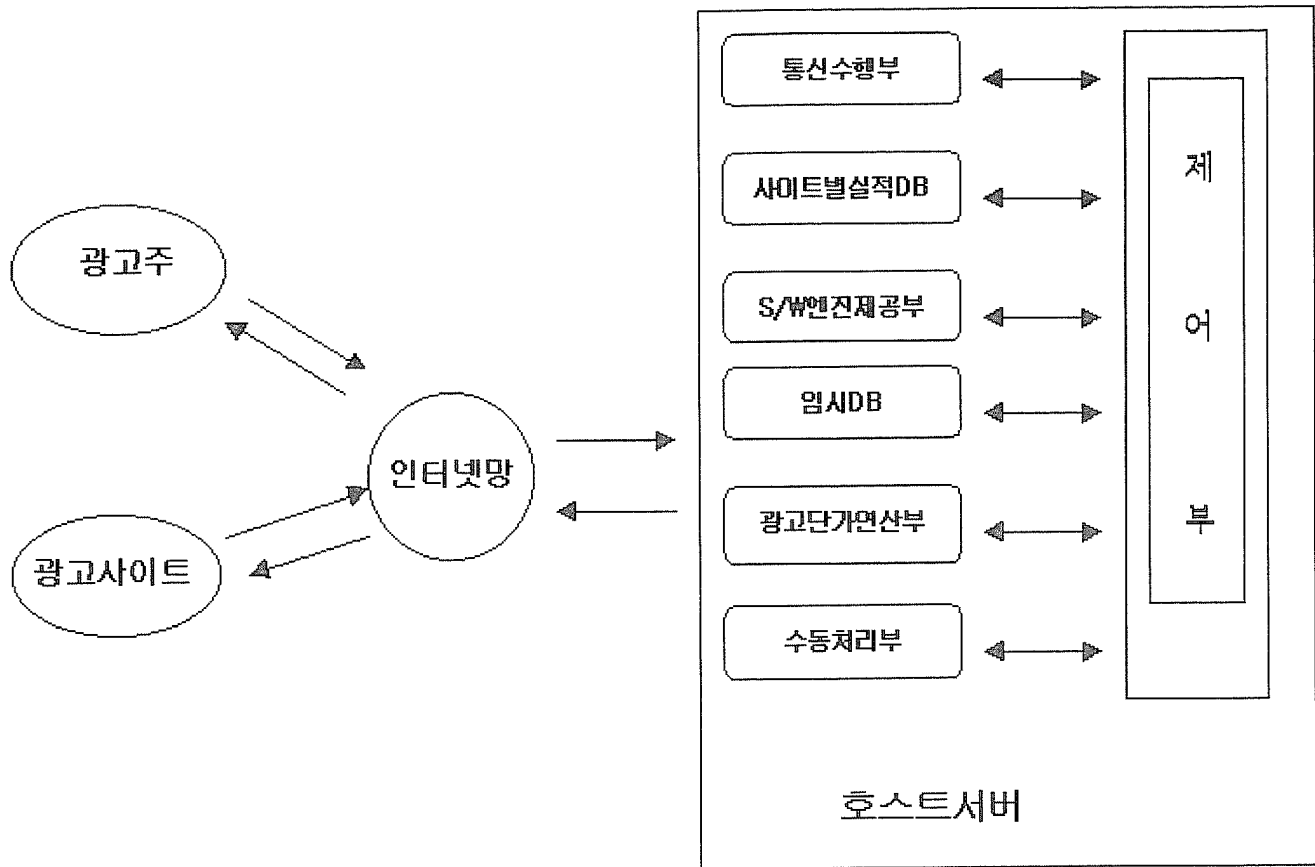 통신수행부
사이트별실적DB
S/W엔진제공부
임시DB
광고단가연산부
수동처리부
제
어
부
광고주
인터넷망
광고사이트
호스트서버